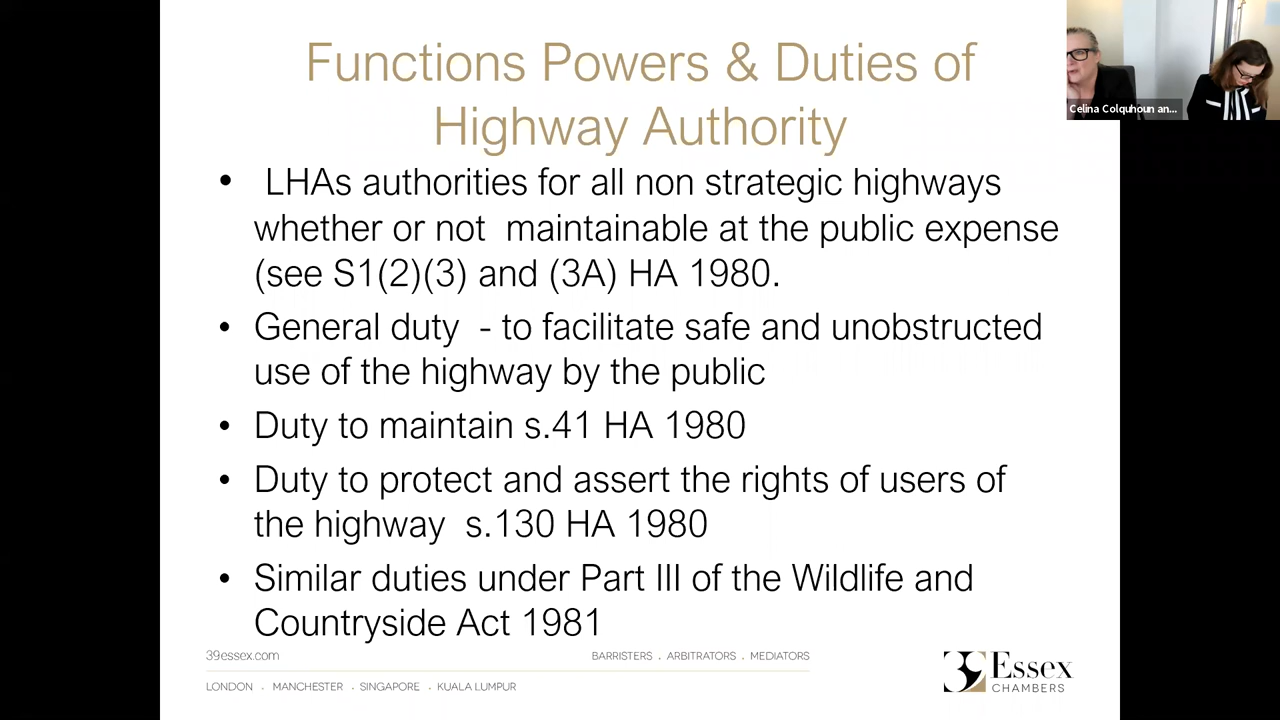 Functions Powers & Duties of
Highway Authority
• LHAs authorities for all non strategic highways
whether or not maintainable at the public expense
(see S1(2)(3) and (3A) HA 1980.
• General duty - to facilitate safe and unobstructed
use of the highway by the public
• Duty to maintain s.41 HA 1980
• Duty to protect and assert the rights of users of
the highway s.130 HA 1980
• Similar duties under Part III of the Wildlife and
Countryside Act 1981
39essex.com
BARRISTERS . ARBITRATORS . MEDIATORS
LONDON . MANCHESTER . SINGAPORE . KUALA LUMPUR
39 Essex
CHAMBERS
Celina Colquhoun an...